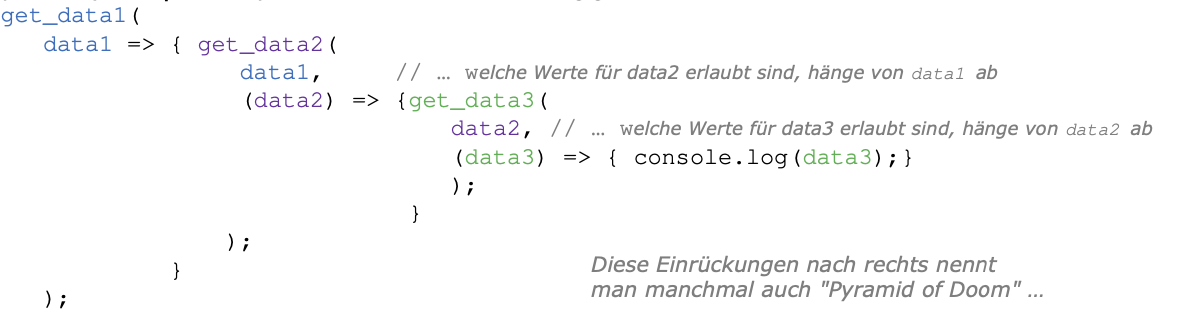 get_data1(
data1 => { get_data2(
data1, // … welche Werte für data2 erlaubt sind, hänge von data1 ab
(data2) => {get_data3(
data2, // … welche Werte für data3 erlaubt sind, hänge von data2 ab
(data3) => { console.log(data3);}
);
}
);
}
);
Diese Einrückungen nach rechts nennt
man manchmal auch "Pyramid of Doom" …